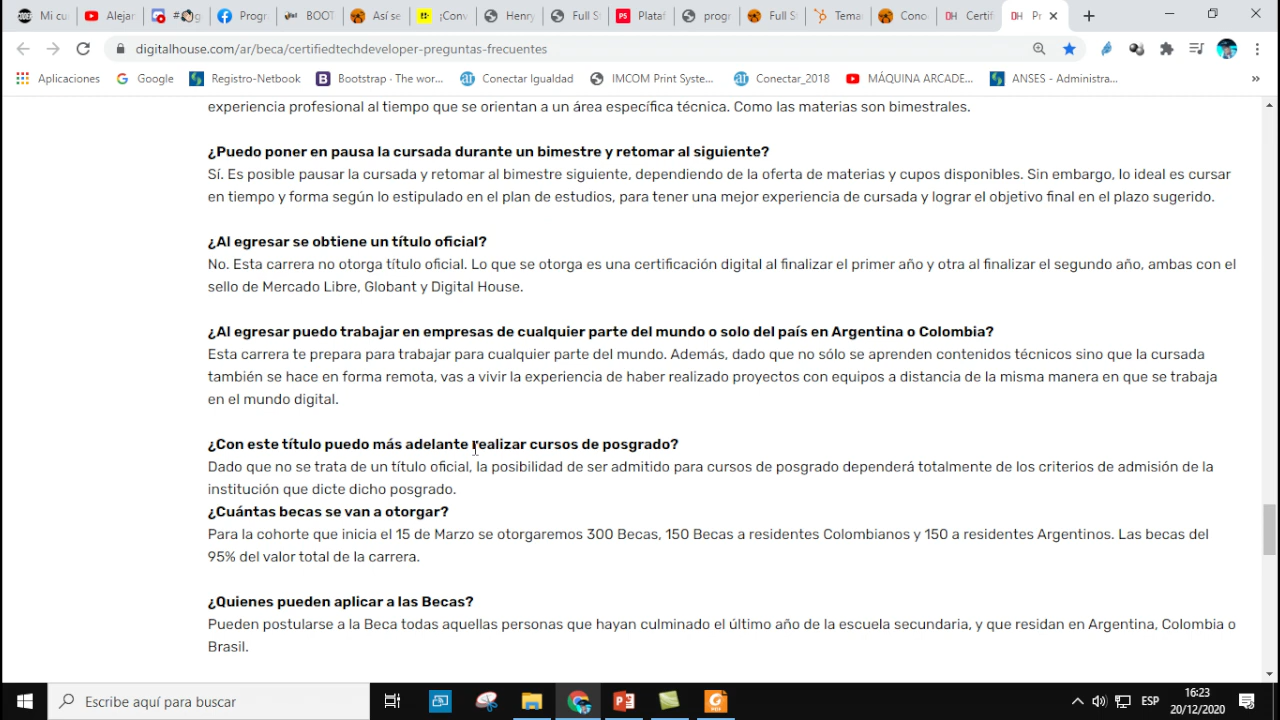 Mi cu
Alejar
#
g
Progr
BOOT
Así se
¡Conv
Henry
Full S
Plataf
progr
Full S
Temar
Cono
Certif
Pr
digitalhouse.com/ar/beca/certifiedtechdeveloper-preguntas-frecuentes
Aplicaciones
Google
Registro-Netbook
Bootstrap · The wor...
Conectar Igualdad
IMCOM Print Syste...
Conectar_2018
MÁQUINA ARCADE...
ANSES - Administra...
»
experiencia profesional al tiempo que se orientan a un área específica técnica. Como las materias son bimestrales.
¿Puedo poner en pausa la cursada durante un bimestre y retomar al siguiente?
Sí. Es posible pausar la cursada y retomar al bimestre siguiente, dependiendo de la oferta de materias y cupos disponibles. Sin embargo, lo ideal es cursar
en tiempo y forma según lo estipulado en el plan de estudios, para tener una mejor experiencia de cursada y lograr el objetivo final en el plazo sugerido.
¿Al egresar se obtiene un título oficial?
No. Esta carrera no otorga título oficial. Lo que se otorga es una certificación digital al finalizar el primer año y otra al finalizar el segundo año, ambas con el
sello de Mercado Libre, Globant y Digital House.
¿Al egresar puedo trabajar en empresas de cualquier parte del mundo o solo del país en Argentina o Colombia?
Esta carrera te prepara para trabajar para cualquier parte del mundo. Además, dado que no sólo se aprenden contenidos técnicos sino que la cursada
también se hace en forma remota, vas a vivir la experiencia de haber realizado proyectos con equipos a distancia de la misma manera en que se trabaja
en el mundo digital.
¿Con este título puedo más adelante realizar cursos de posgrado?
Dado que no se trata de un título oficial, la posibilidad de ser admitido para cursos de posgrado dependerá totalmente de los criterios de admisión de la
institución que dicte dicho posgrado.
¿Cuántas becas se van a otorgar?
Para la cohorte que inicia el 15 de Marzo se otorgaremos 300 Becas, 150 Becas a residentes Colombianos y 150 a residentes Argentinos. Las becas del
95% del valor total de la carrera.
¿Quienes pueden aplicar a las Becas?
Pueden postularse a la Beca todas aquellas personas que hayan culminado el último año de la escuela secundaria, y que residan en Argentina, Colombia o
Brasil.
Escribe aquí para buscar
ESP
16:23
20/12/2020